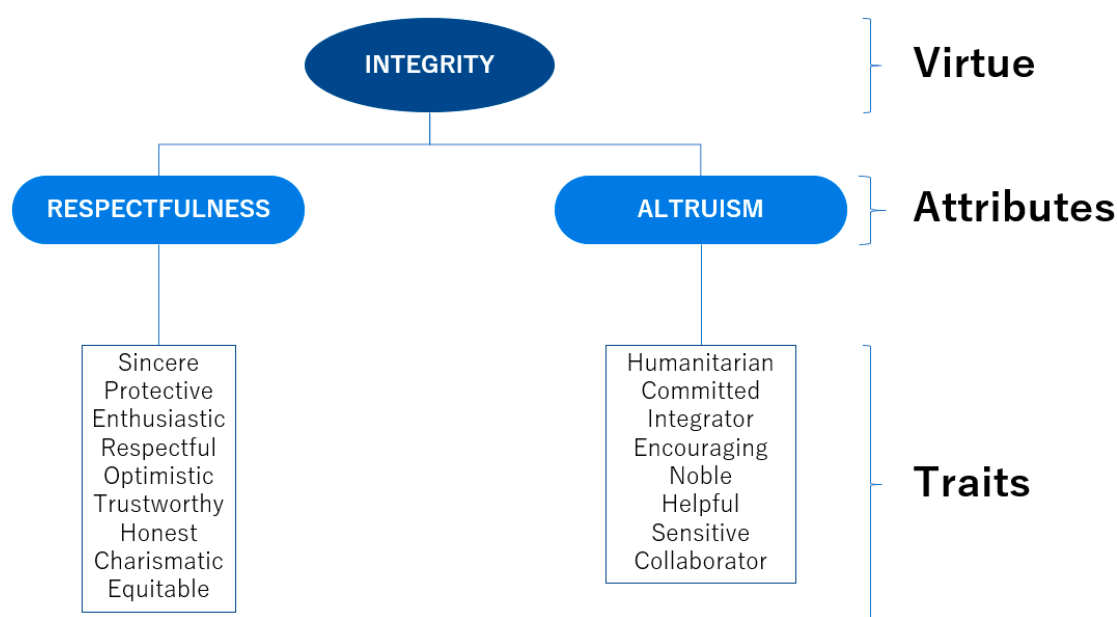 INTEGRITY
Virtue
RESPECTFULNESS
ALTRUISM
Attributes
Sincere
Protective
Enthusiastic
Respectful
Optimistic
Trustworthy
Honest
Charismatic
Equitable
Humanitarian
Committed
Integrator
Encouraging
Noble
Helpful
Sensitive
Collaborator
Traits